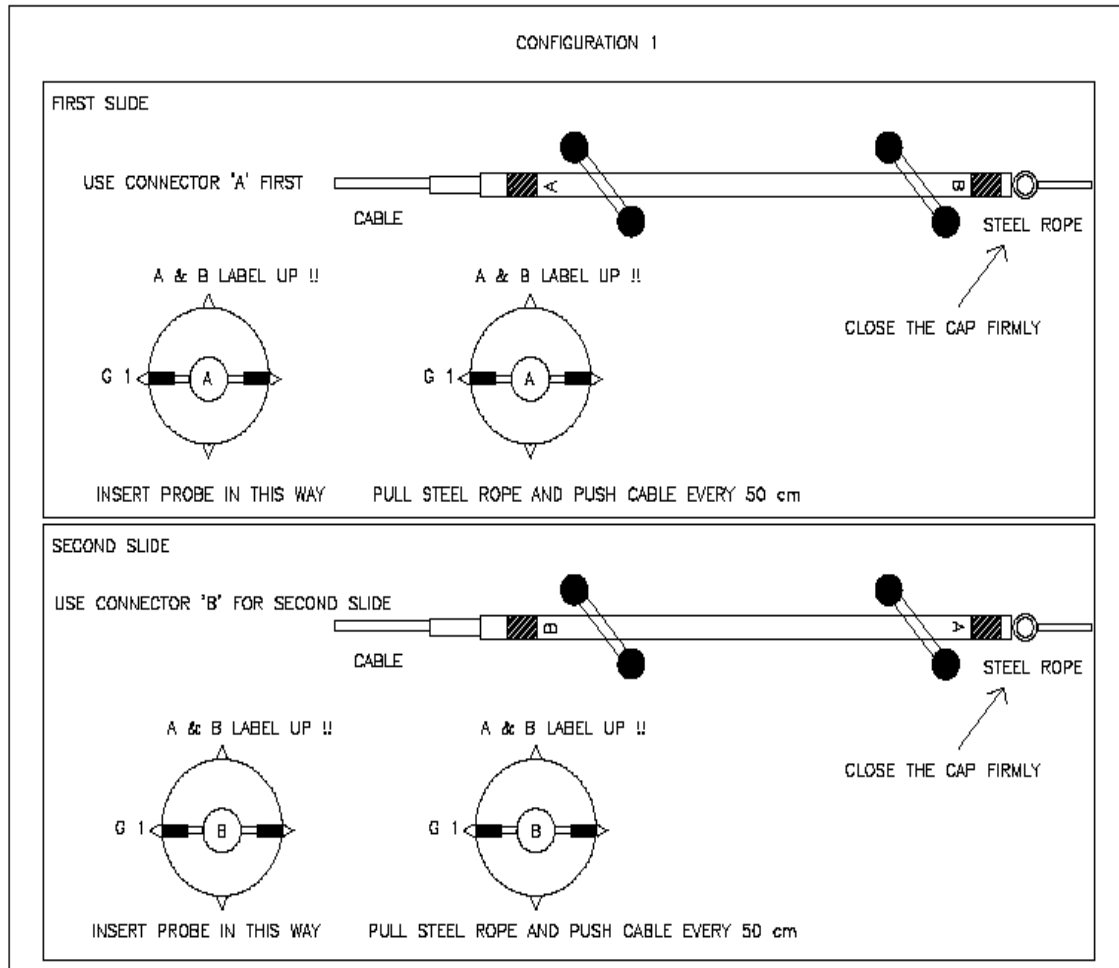 CONFIGURATION 1
FIRST SLIDE
USE CONNECTOR 'A' FIRST
A
B
CABLE
STEEL ROPE
A & B LABEL UP !!
A & B LABEL UP !!
CLOSE THE CAP FIRMLY
G 1
A
G 1
A
INSERT PROBE IN THIS WAY
PULL STEEL ROPE AND PUSH CABLE EVERY 50 cm
SECOND SLIDE
USE CONNECTOR 'B' FOR SECOND SLIDE
B
A
CABLE
STEEL ROPE
A & B LABEL UP !!
A & B LABEL UP !!
CLOSE THE CAP FIRMLY
G 1
B
G 1
B
INSERT PROBE IN THIS WAY
PULL STEEL ROPE AND PUSH CABLE EVERY 50 cm